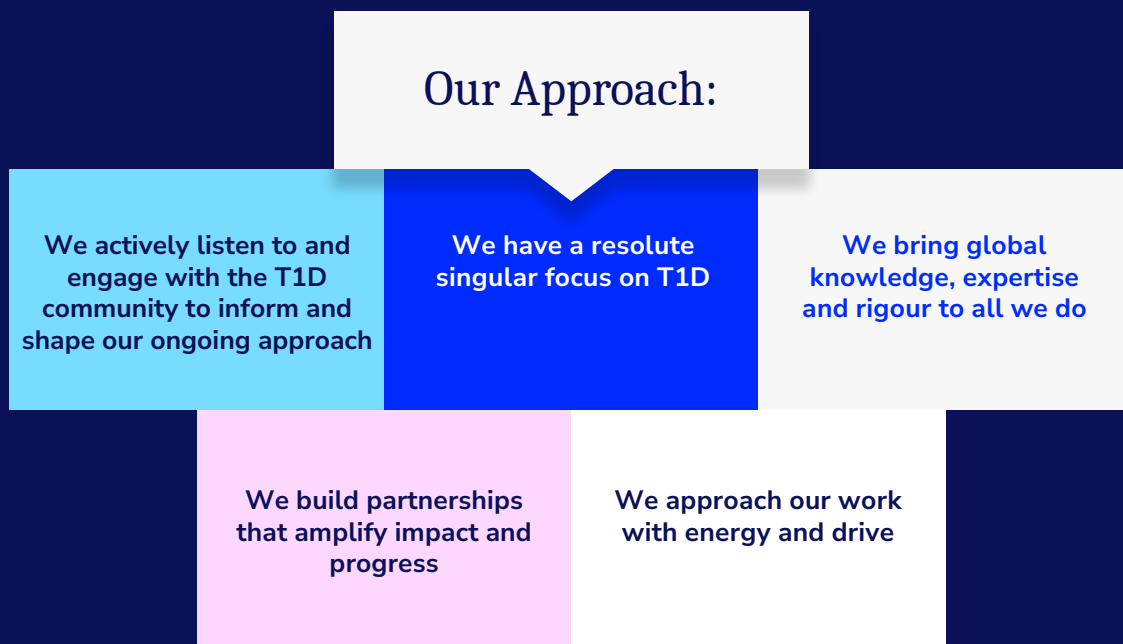 Our Approach:
We actively listen to and
engage with the T1D
community to inform and
shape our ongoing approach
We have a resolute
singular focus on T1D
We bring global
knowledge, expertise
and rigour to all we do
We build partnerships
that amplify impact and
progress
We approach our work
with energy and drive